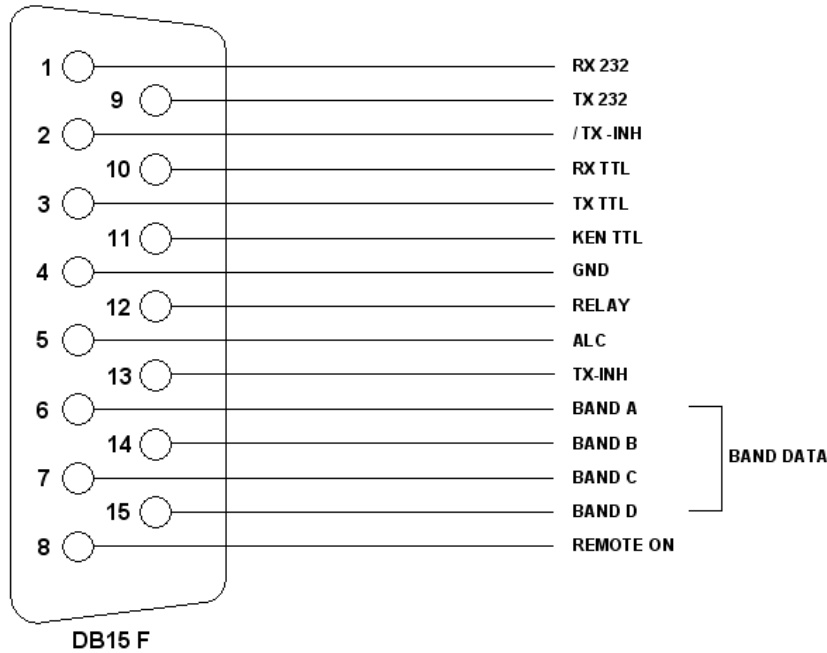 1 RX 232
9 TX 232
2 / TX -INH
10 RX TTL
3 TX TTL
11 KEN TTL
4 GND
12 RELAY
5 ALC
13 TX-INH
6 BAND A
14 BAND B
BAND DATA
7 BAND C
15 BAND D
8 REMOTE ON
DB15 F